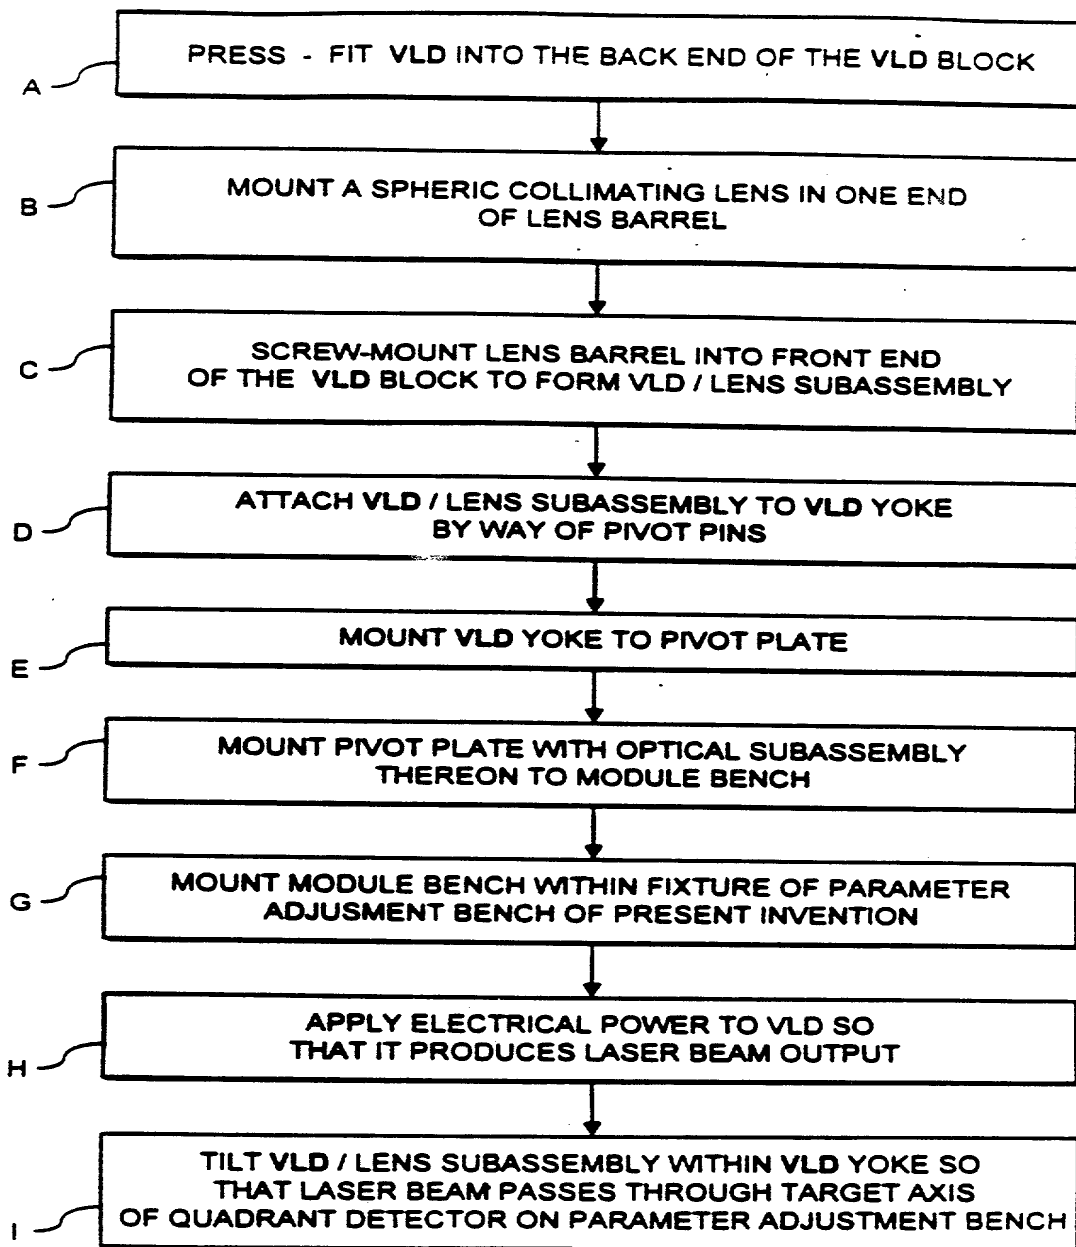 A
PRESS - FIT VLD INTO THE BACK END OF THE VLD BLOCK
B
MOUNT A SPHERIC COLLIMATING LENS IN ONE END
OF LENS BARREL
C
SCREW-MOUNT LENS BARREL INTO FRONT END
OF THE VLD BLOCK TO FORM VLD / LENS SUBASSEMBLY
D
ATTACH VLD / LENS SUBASSEMBLY TO VLD YOKE
BY WAY OF PIVOT PINS
E
MOUNT VLD YOKE TO PIVOT PLATE
F
MOUNT PIVOT PLATE WITH OPTICAL SUBASSEMBLY
THEREON TO MODULE BENCH
G
MOUNT MODULE BENCH WITHIN FIXTURE OF PARAMETER
ADJUSMENT BENCH OF PRESENT INVENTION
H
APPLY ELECTRICAL POWER TO VLD SO
THAT IT PRODUCES LASER BEAM OUTPUT
I
TILT VLD / LENS SUBASSEMBLY WITHIN VLD YOKE SO
THAT LASER BEAM PASSES THROUGH TARGET AXIS
OF QUADRANT DETECTOR ON PARAMETER ADJUSTMENT BENCH